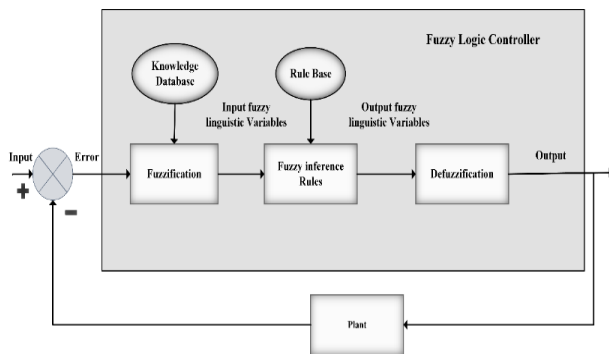 Fuzzy Logic Controller
Knowledge
Database
Rule Base
Input fuzzy
linguistic Variables
Output fuzzy
linguistic Variables
Input
Error
Fuzzification
Fuzzy inference
Rules
Defuzzification
Output
+
−
Plant